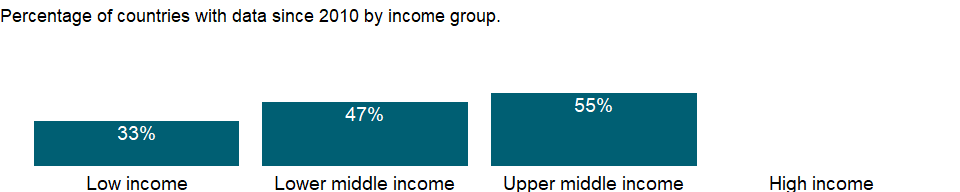 Percentage of countries with data since 2010 by income group.
55%
47%
33%
Low income Lower middle income Upper middle income High income